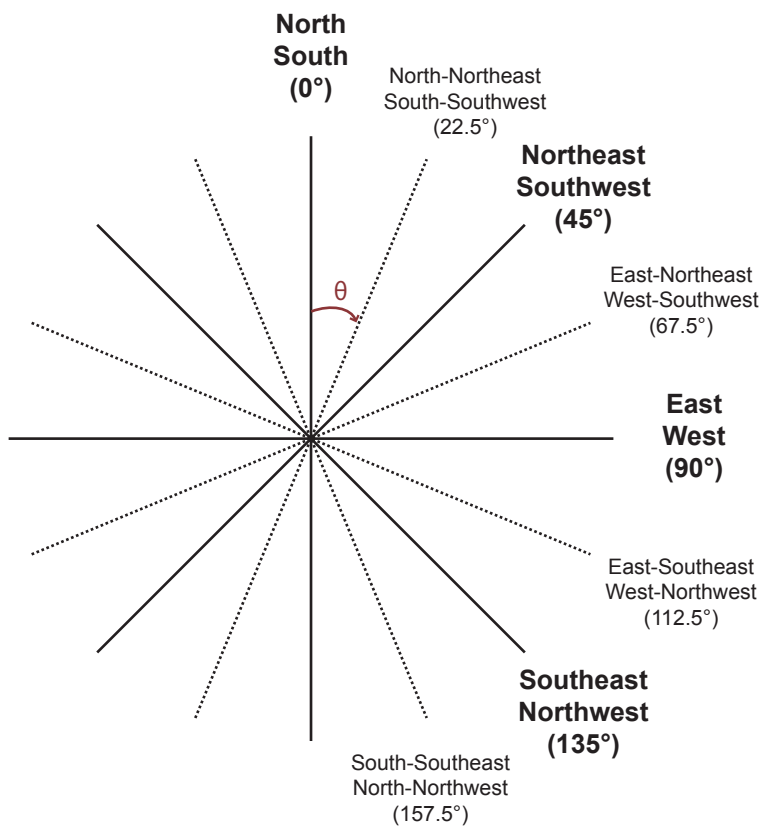 North
South
(0°)
North-Northeast
South-Southwest
(22.5°)
Northeast
Southwest
(45°)
θ
East-Northeast
West-Southwest
(67.5°)
East
West
(90°)
East-Southeast
West-Northwest
(112.5°)
Southeast
Northwest
(135°)
South-Southeast
North-Northwest
(157.5°)